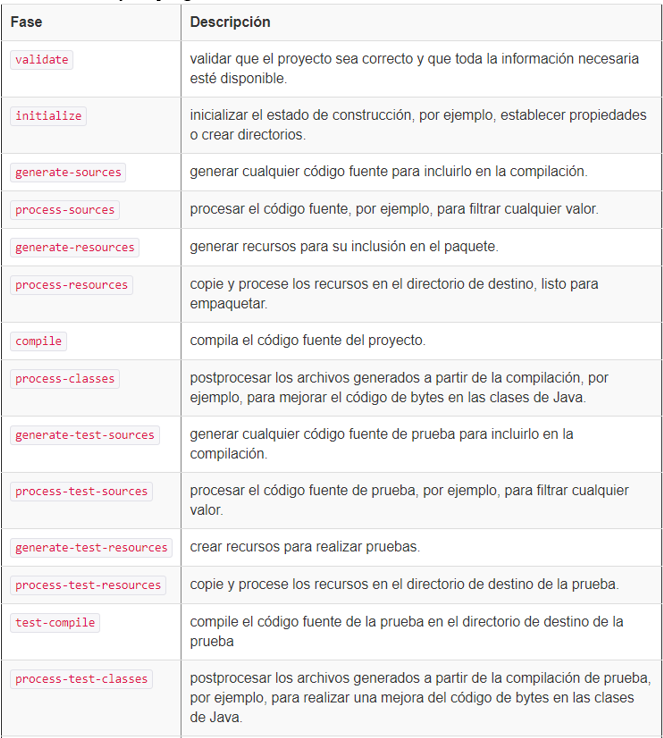 Fase Descripción
validate validar que el proyecto sea correcto y que toda la información necesaria
esté disponible.
initialize inicializar el estado de construcción, por ejemplo, establecer propiedades
o crear directorios.
generate-sources generar cualquier código fuente para incluirlo en la compilación.
process-sources procesar el código fuente, por ejemplo, para filtrar cualquier valor.
generate-resources generar recursos para su inclusión en el paquete.
process-resources copie y procese los recursos en el directorio de destino, listo para
empaquetar.
compile compila el código fuente del proyecto.
process-classes postprocesar los archivos generados a partir de la compilación, por
ejemplo, para mejorar el código de bytes en las clases de Java.
generate-test-sources generar cualquier código fuente de prueba para incluirlo en la
compilación.
process-test-sources procesar el código fuente de prueba, por ejemplo, para filtrar cualquier
valor.
generate-test-resources crear recursos para realizar pruebas.
process-test-resources copie y procese los recursos en el directorio de destino de la prueba.
test-compile compile el código fuente de la prueba en el directorio de destino de la
prueba
process-test-classes postprocesar los archivos generados a partir de la compilación de prueba,
por ejemplo, para realizar una mejora del código de bytes en las clases
de Java.